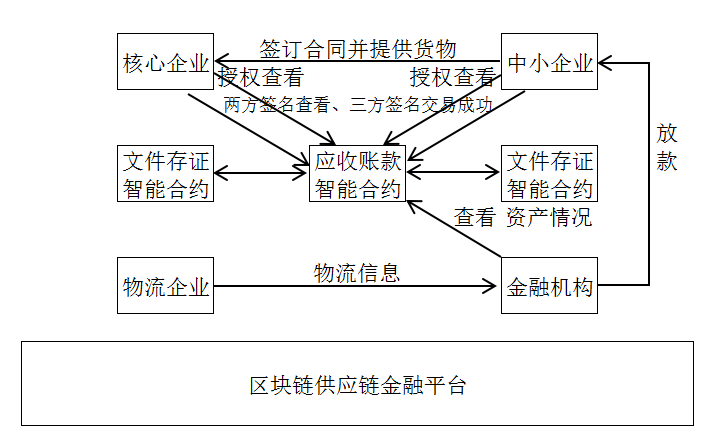 签订合同并提供货物
核心企业
中小企业
授权查看
授权查看
两方签名查看、三方签名交易成功
放
款
文件存证
智能合约
应收账款
智能合约
文件存证
智能合约
查看 资产情况
物流企业
物流信息
金融机构
区块链供应链金融平台